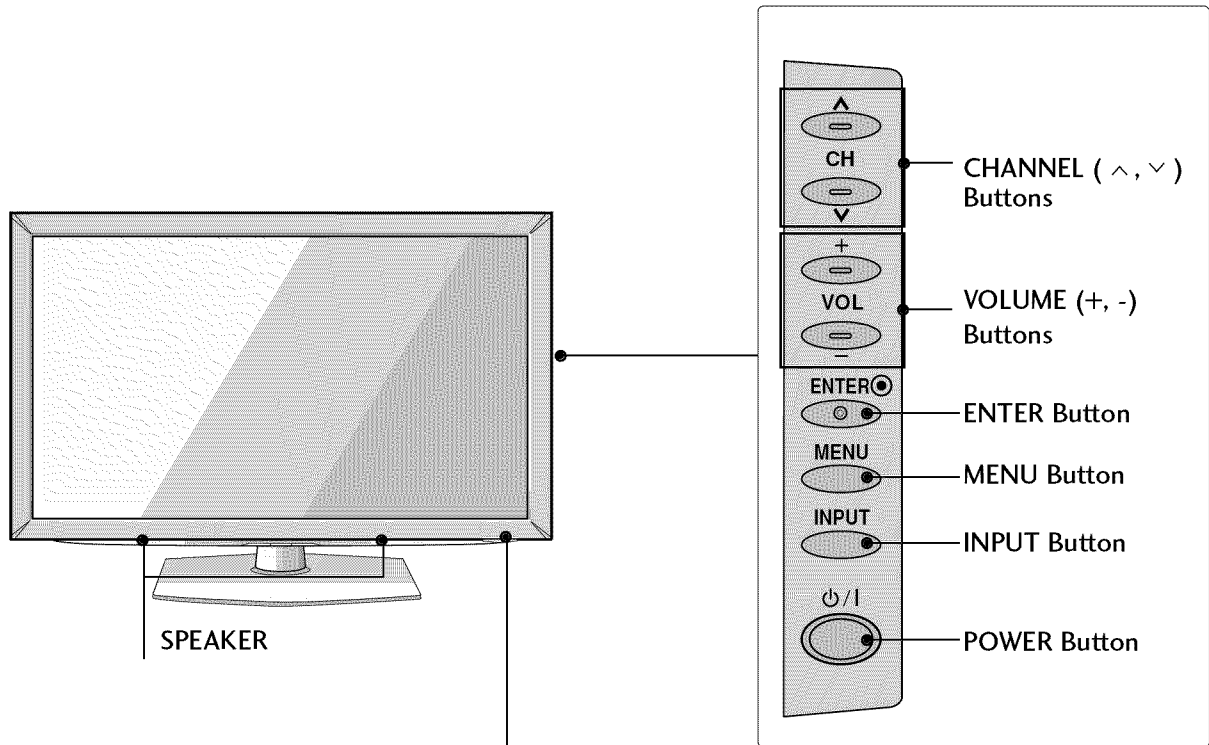 ^
CH
v
+
VOL
-
ENTER
MENU
INPUT
⏻/I
CHANNEL ( ^, v )
Buttons
VOLUME (+, -)
Buttons
ENTER Button
MENU Button
INPUT Button
POWER Button
SPEAKER